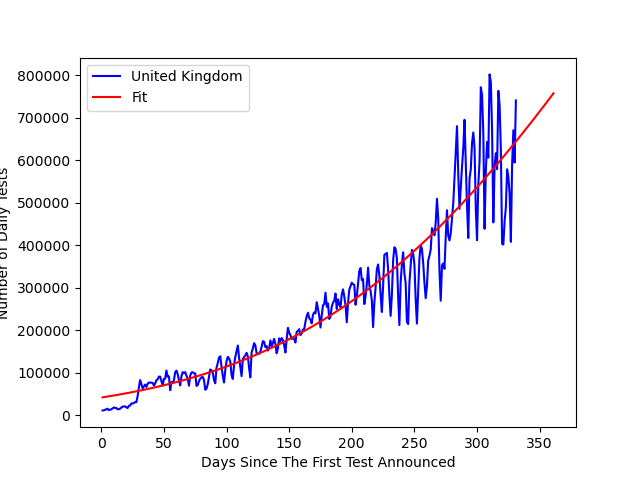 United Kingdom
Fit
800000
700000
600000
500000
400000
300000
200000
100000
0
Number of Daily Tests
0 50 100 150 200 250 300 350
Days Since The First Test Announced